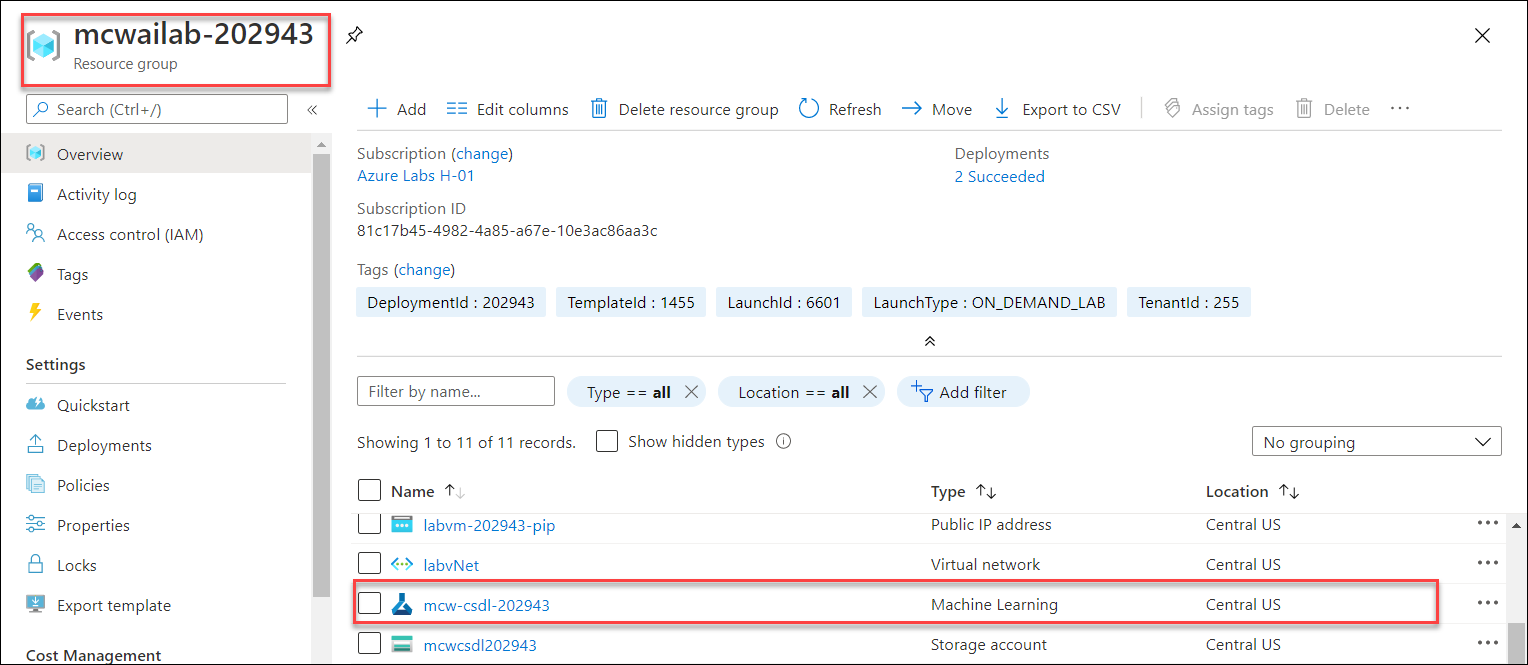 mcwailab-202943
Resource group
Search (Ctrl+/)
«
Overview
Activity log
Access control (IAM)
Tags
Events
Settings
Quickstart
Deployments
Policies
Properties
Locks
Export template
Cost Management
Add Edit columns Delete resource group Refresh Move Export to CSV Assign tags Delete ...
Subscription (change)
Azure Labs H-01
Deployments
2 Succeeded
Subscription ID
81c17b45-4982-4a85-a67e-10e3ac86aa3c
Tags (change)
DeploymentId : 202943 TemplateId : 1455 LaunchId : 6601 LaunchType : ON_DEMAND_LAB TenantId : 255
Filter by name... Type == all Location == all Add filter
Showing 1 to 11 of 11 records. Show hidden types No grouping
Name Type Location
labvm-202943-pip Public IP address Central US ...
labvNet Virtual network Central US ...
mcw-csdl-202943 Machine Learning Central US ...
mcwcsdl202943 Storage account Central US ...